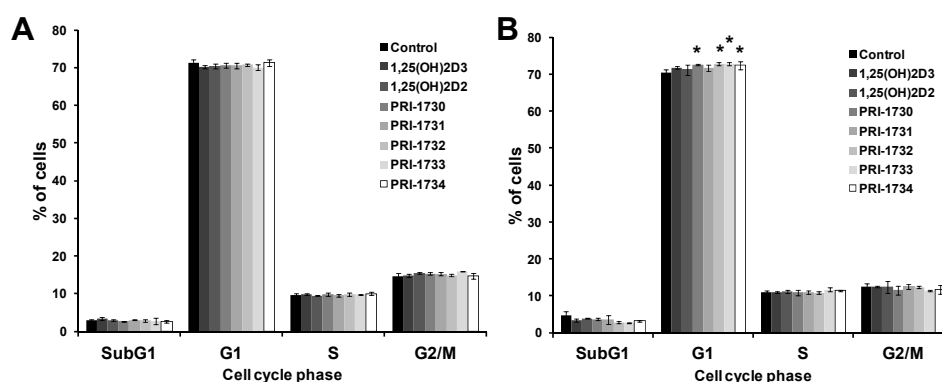 A
80
70
60
50
40
30
20
10
0
% of cells
SubG1 G1 S G2/M
Cell cycle phase
Control
1,25(OH)2D3
1,25(OH)2D2
PRI-1730
PRI-1731
PRI-1732
PRI-1733
PRI-1734
B
80
70
60
50
40
30
20
10
0
% of cells
* * * *
SubG1 G1 S G2/M
Cell cycle phase
Control
1,25(OH)2D3
1,25(OH)2D2
PRI-1730
PRI-1731
PRI-1732
PRI-1733
PRI-1734